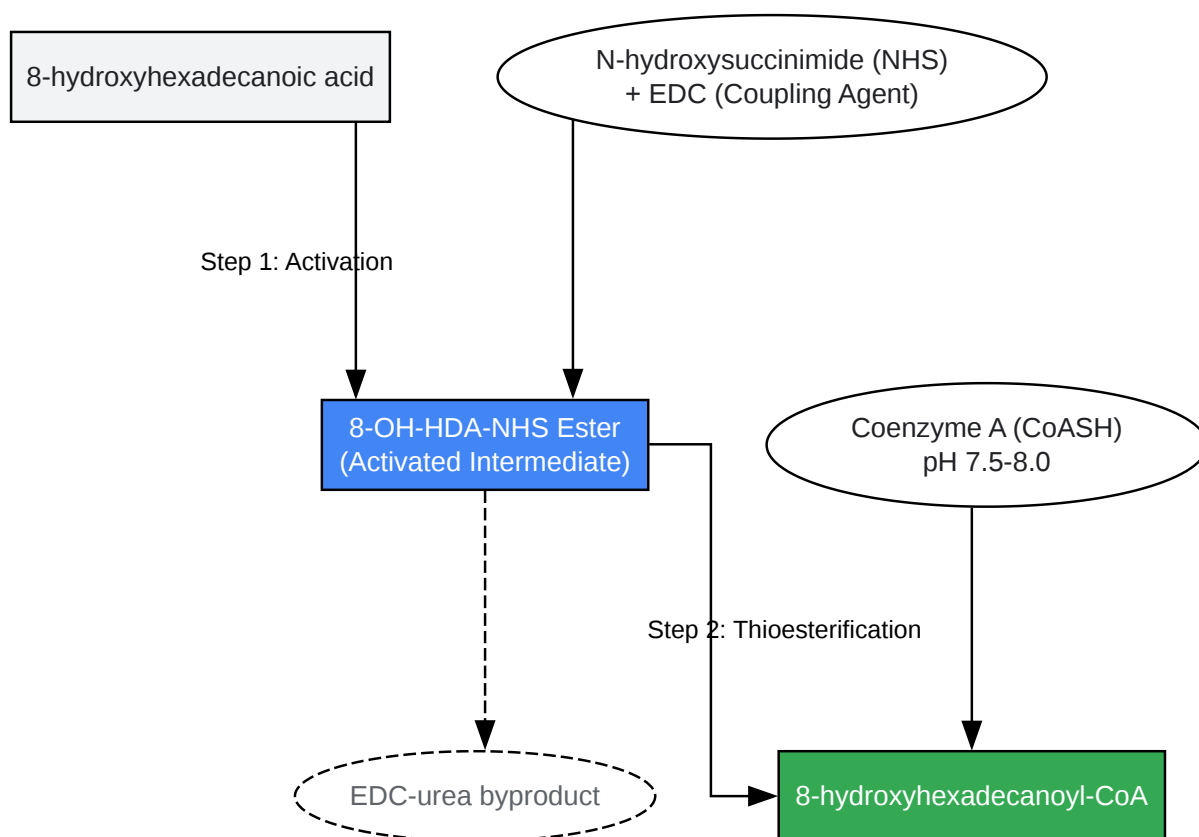 8-hydroxyhexadecanoic acid
N-hydroxysuccinimide (NHS)
+ EDC (Coupling Agent)
Step 1: Activation
8-OH-HDA-NHS Ester
(Activated Intermediate)
Coenzyme A (CoASH)
pH 7.5-8.0
Step 2: Thioesterification
EDC-urea byproduct
8-hydroxyhexadecanoyl-CoA